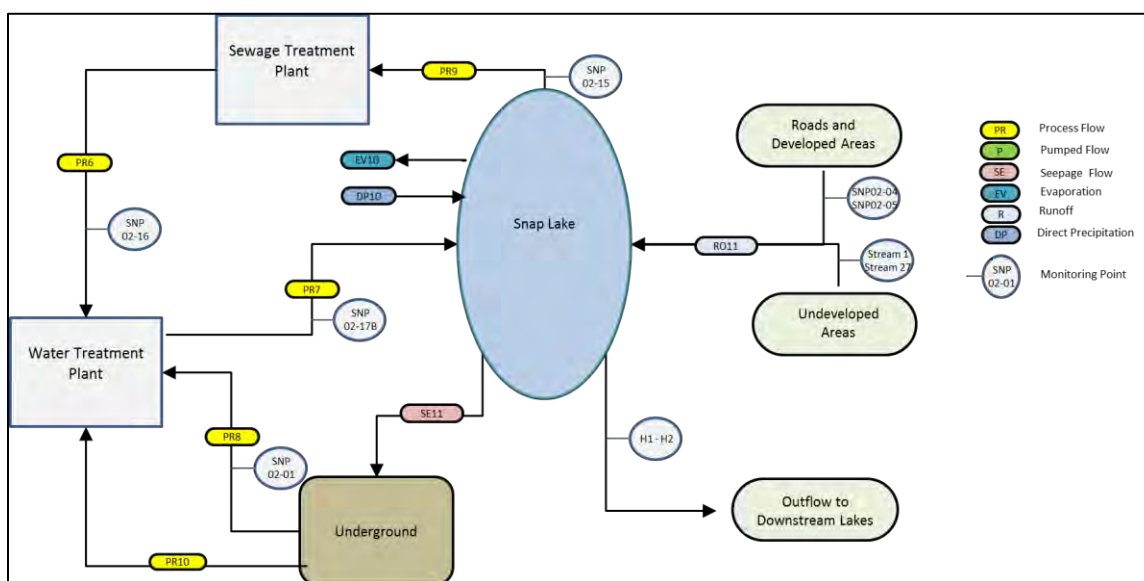 Sewage Treatment
Plant
PR9
SNP
02-15
Roads and
Developed Areas
PR
Process Flow
P
Pumped Flow
SE
Seepage Flow
EV
Evaporation
R
Runoff
DP
Direct Precipitation
SNP
02-01
Monitoring Point
PR6
EV10
DP10
SNP02-04
SNP02-05
SNP
02-16
Snap Lake
RO11
Stream 1
Stream 27
PR7
SNP
02-17B
Undeveloped
Areas
Water Treatment
Plant
SE11
PR8
H1 - H2
SNP
02-01
Underground
Outflow to
Downstream Lakes
PR10